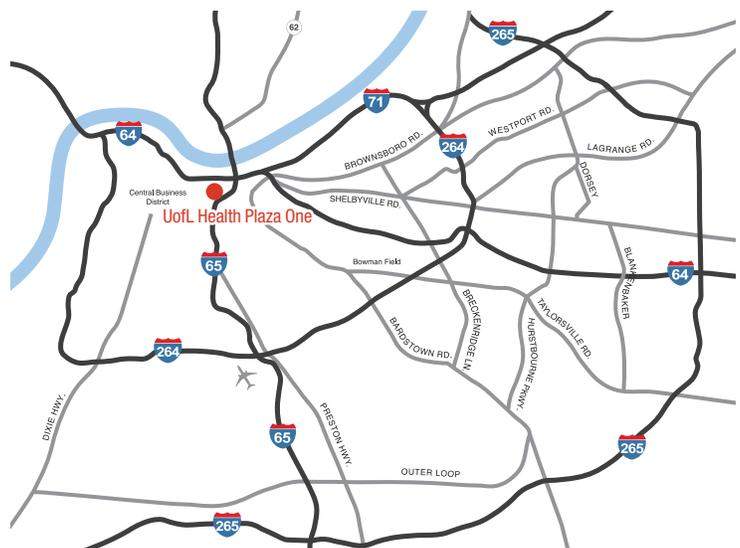 62
265
71
64
264
WESTPORT RD.
BROWNSBORO RD.
LAGRANGE RD.
DORSEY
Central Business
District
SHELBYVILLE RD.
UofL Health Plaza One
65
Bowman Field
BLANKENBAKER
64
BRECKENRIDGE LN.
TAYLORSVILLE RD.
HURSTBOURNE PKWY.
BARDSTOWN RD.
264
DIXIE HWY.
PRESTON HWY.
65
265
OUTER LOOP
265